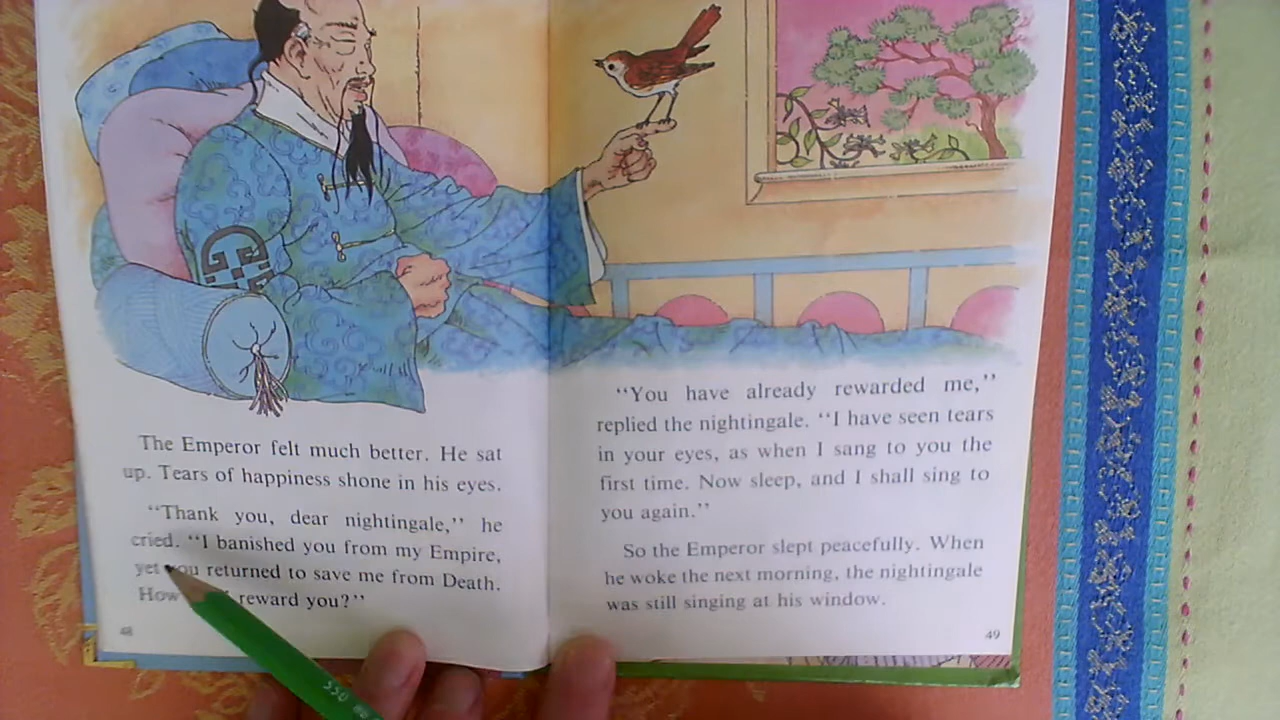 The Emperor felt much better. He sat
up. Tears of happiness shone in his eyes.
"Thank you, dear nightingale," he
cried. "I banished you from my Empire,
yet you returned to save me from Death.
How I reward you?"
48
"You have already rewarded me,"
replied the nightingale. "I have seen tears
in your eyes, as when I sang to you the
first time. Now sleep, and I shall sing to
you again."
So the Emperor slept peacefully. When
he woke the next morning, the nightingale
was still singing at his window.
49
550